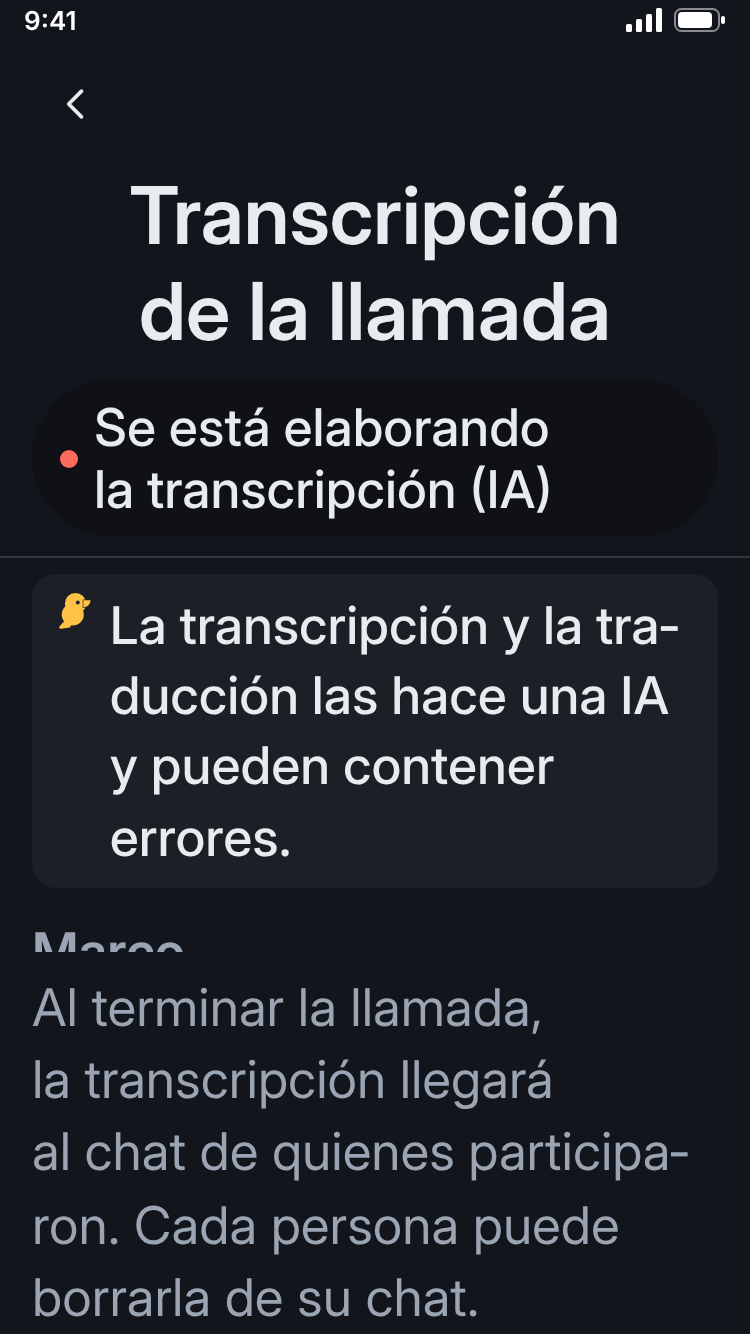 9:41
Transcripción
de la llamada
Se está elaborando
la transcripción (IA)
La transcripción y la tra-
ducción las hace una IA
y pueden contener
errores.
Al terminar la llamada,
la transcripción llegará
al chat de quienes participa-
ron. Cada persona puede
borrarla de su chat.